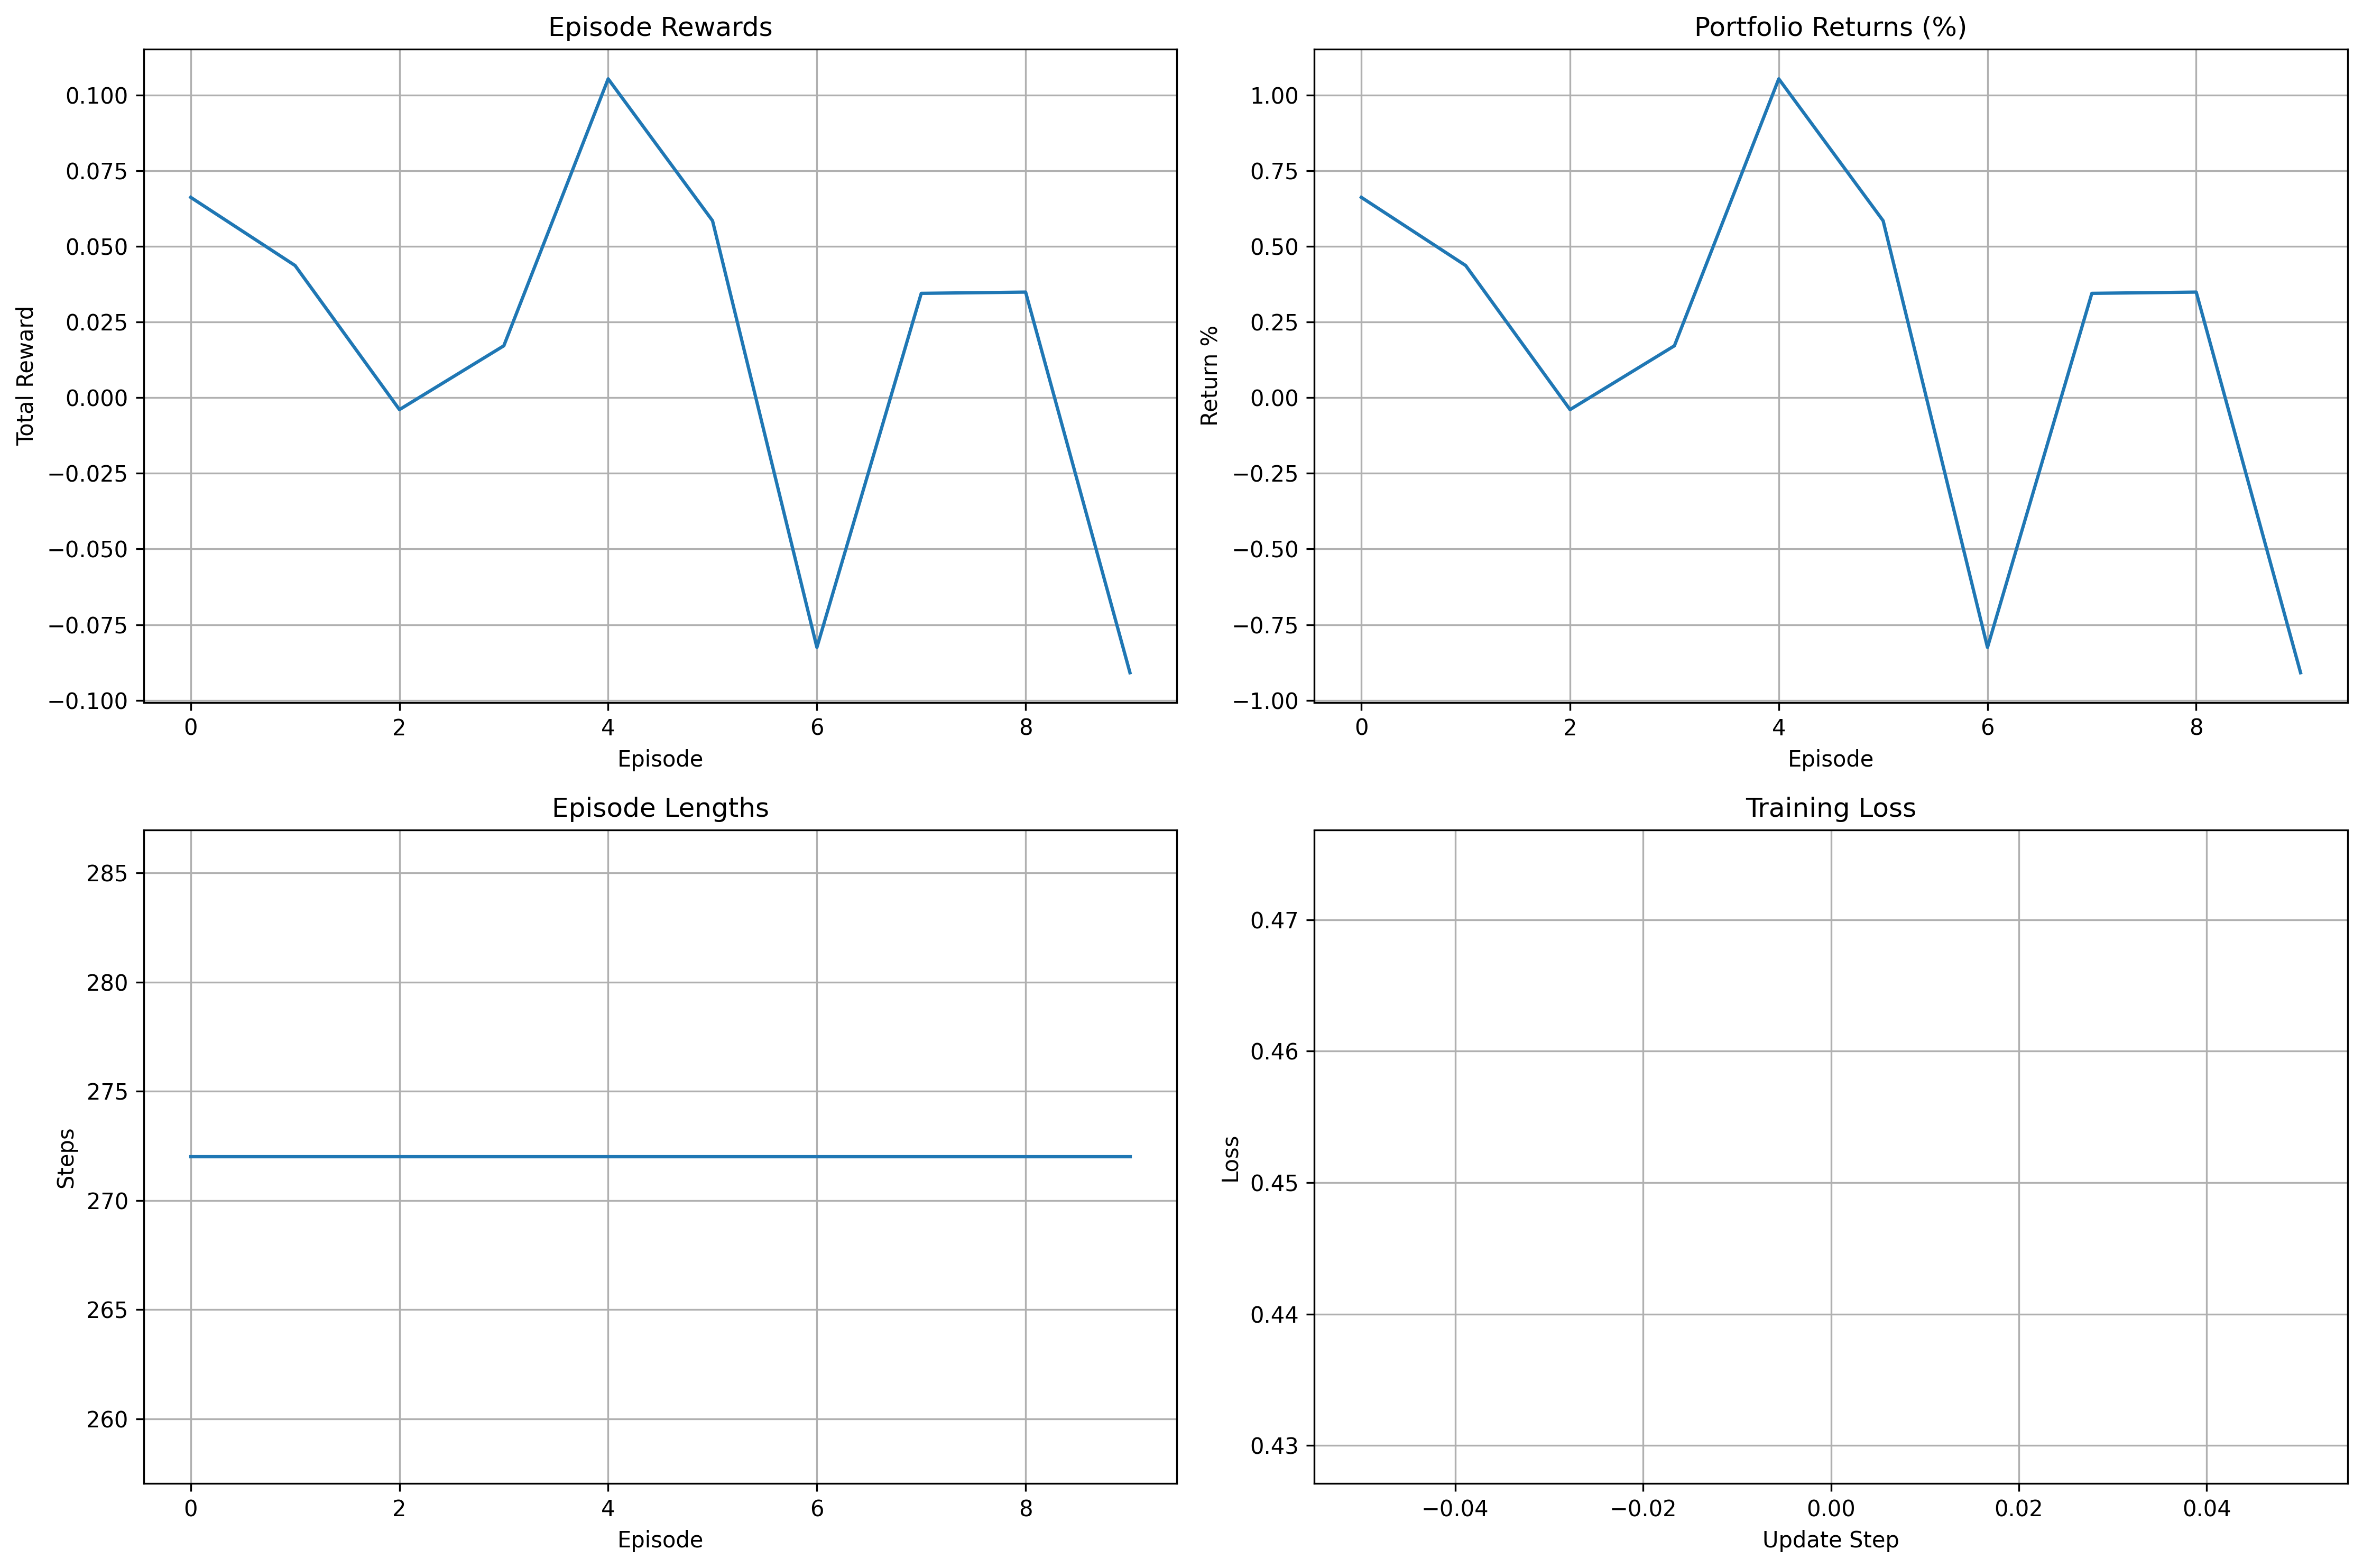 Episode Rewards
Total Reward
0.100
0.075
0.050
0.025
0.000
−0.025
−0.050
−0.075
−0.100
0 2 4 6 8
Episode
Portfolio Returns (%)
Return %
1.00
0.75
0.50
0.25
0.00
−0.25
−0.50
−0.75
−1.00
0 2 4 6 8
Episode
Episode Lengths
Steps
285
280
275
270
265
260
0 2 4 6 8
Episode
Training Loss
Loss
0.47
0.46
0.45
0.44
0.43
−0.04 −0.02 0.00 0.02 0.04
Update Step